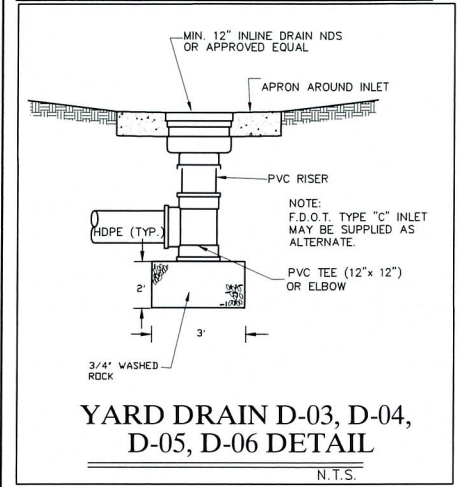 MIN. 12" INLINE DRAIN NDS
OR APPROVED EQUAL
APRON AROUND INLET
PVC RISER
NOTE:
F.D.O.T. TYPE "C" INLET
MAY BE SUPPLIED AS
ALTERNATE.
HDPE (TYP.)
PVC TEE (12"x 12")
OR ELBOW
2'
3'
3/4" WASHED
ROCK
YARD DRAIN D-03, D-04,
D-05, D-06 DETAIL
N.T.S.